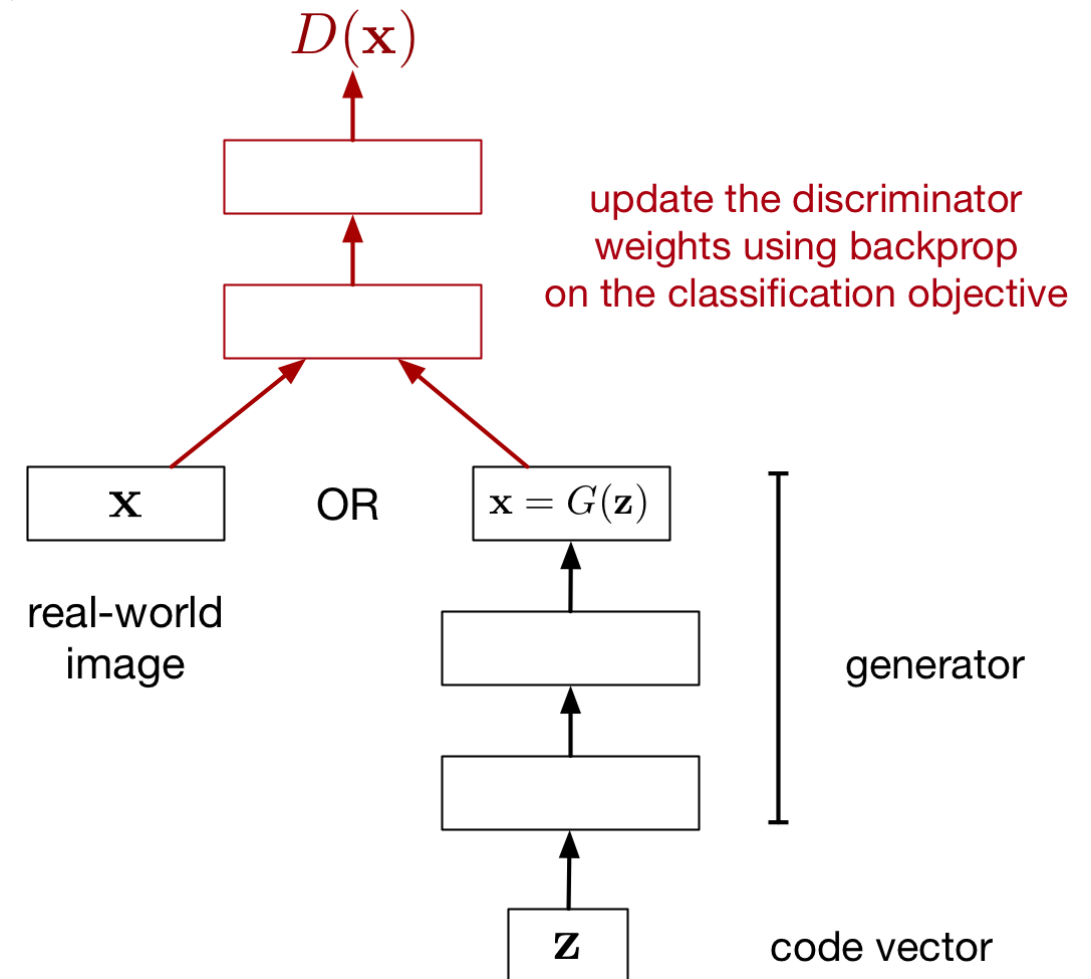 D(x)
update the discriminator
weights using backprop
on the classification objective
x
OR
x = G(z)
real-world
image
generator
z
code vector